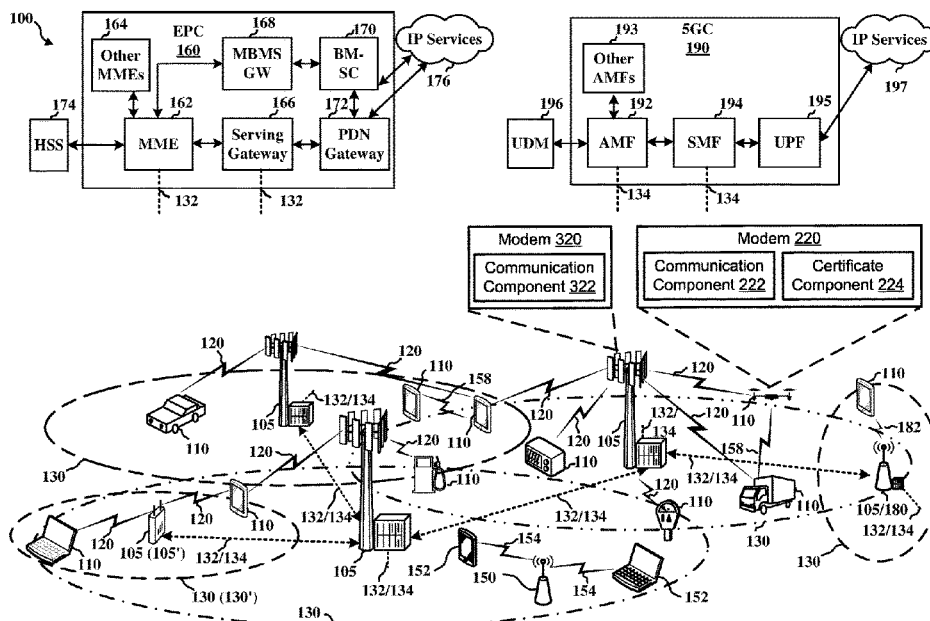 100
164
EPC
160
168
170
Other
MMEs
MBMS
GW
BM-
SC
IP Services
176
174
162
166
172
HSS
MME
Serving
Gateway
PDN
Gateway
132
132
193
5GC
190
Other
AMFs
IP Services
197
196
192
194
195
UDM
AMF
SMF
UPF
134
134
Modem 320
Communication
Component 322
Modem 220
Communication
Component 222
Certificate
Component 224
120
120
110
158
120
120
110
110
110
182
132/134
105
110
120
120
132/
134
120
158
105
110
130
120
120
110
110
105/180
132/134
120
110
132/134
120
110
132/134
132/134
110
130
130
110
120
105 (105')
132/134
105
132/134
152
154
150
154
152
130 (130')
130